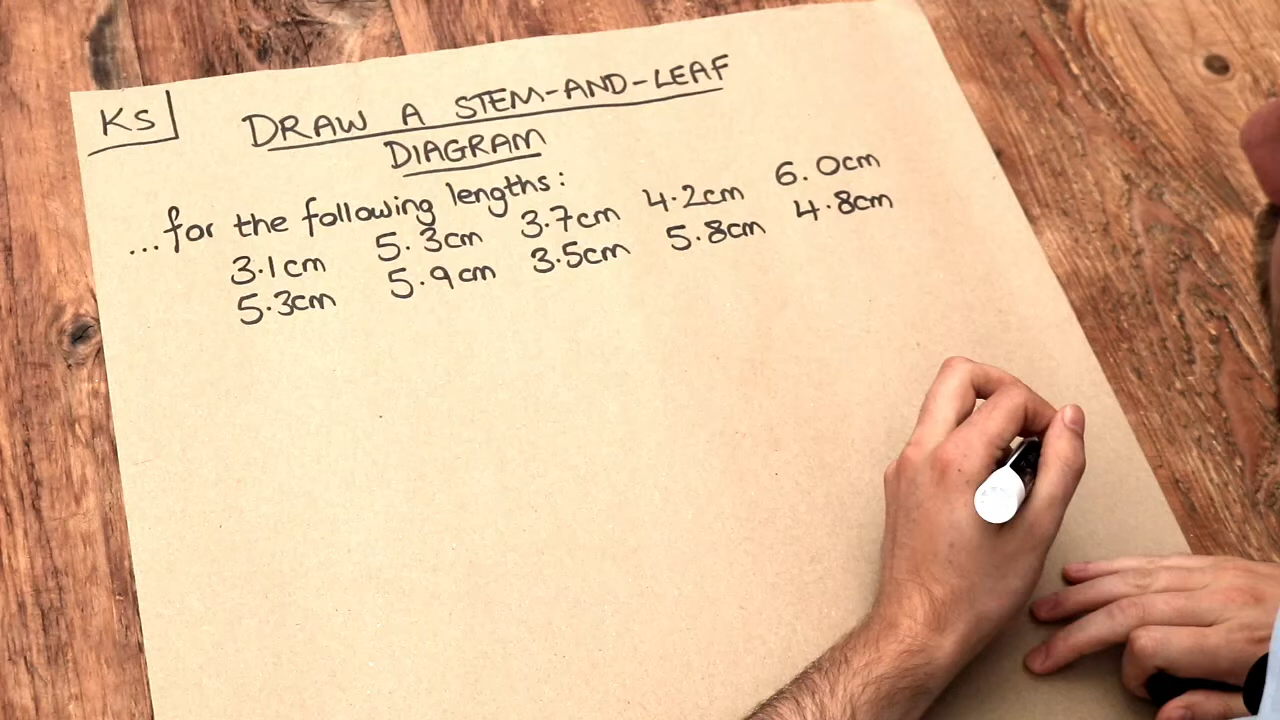 KS
DRAW A STEM-AND-LEAF
DIAGRAM
...for the following lengths:
3.1cm 5.3cm 3.7cm 4.2cm 6.0cm
5.3cm 5.9cm 3.5cm 5.8cm 4.8cm